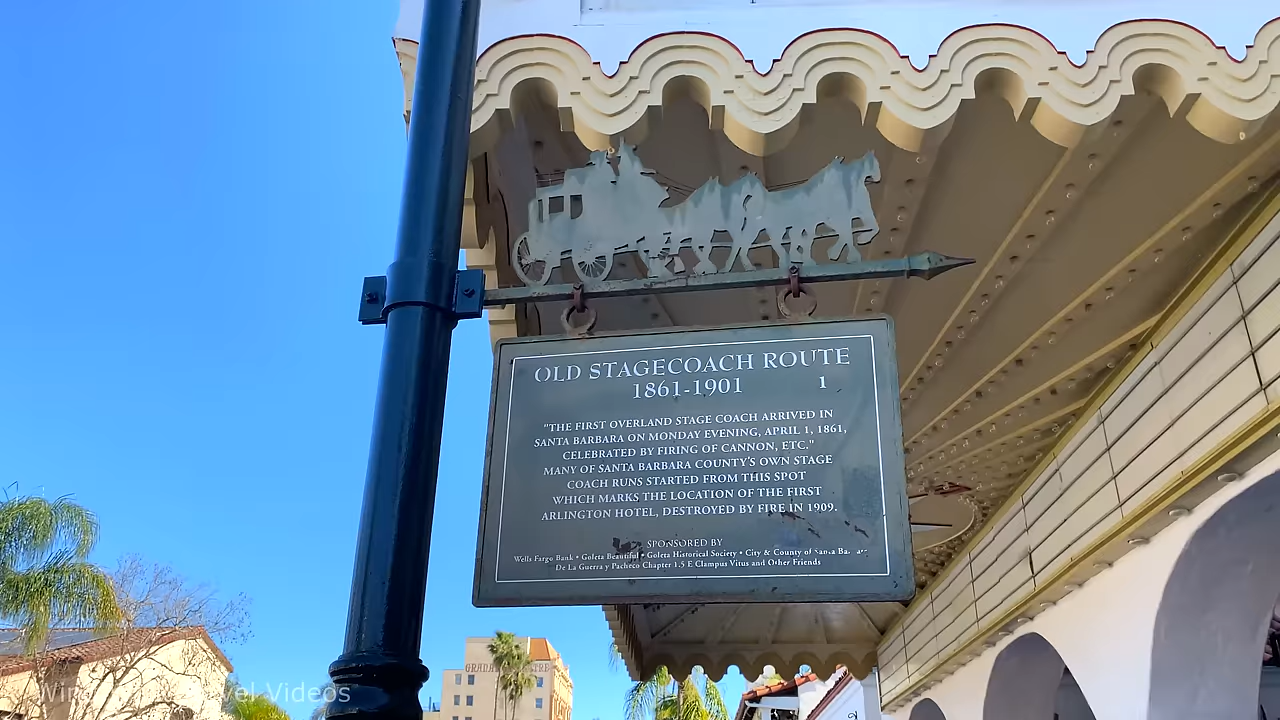 OLD STAGECOACH ROUTE
1861-1901 1
"THE FIRST OVERLAND STAGE COACH ARRIVED IN
SANTA BARBARA ON MONDAY EVENING, APRIL 1, 1861,
CELEBRATED BY FIRING OF CANNON, ETC."
MANY OF SANTA BARBARA COUNTY'S OWN STAGE
COACH RUNS STARTED FROM THIS SPOT
WHICH MARKS THE LOCATION OF THE FIRST
ARLINGTON HOTEL, DESTROYED BY FIRE IN 1909.
SPONSORED BY
Wells Fargo Bank • Goleta Beautiful • Goleta Historical Society • City & County of Santa
De La Guerra y Pacheco Chapter 1.5 E Clampus Vitus and Other Friends
Videos